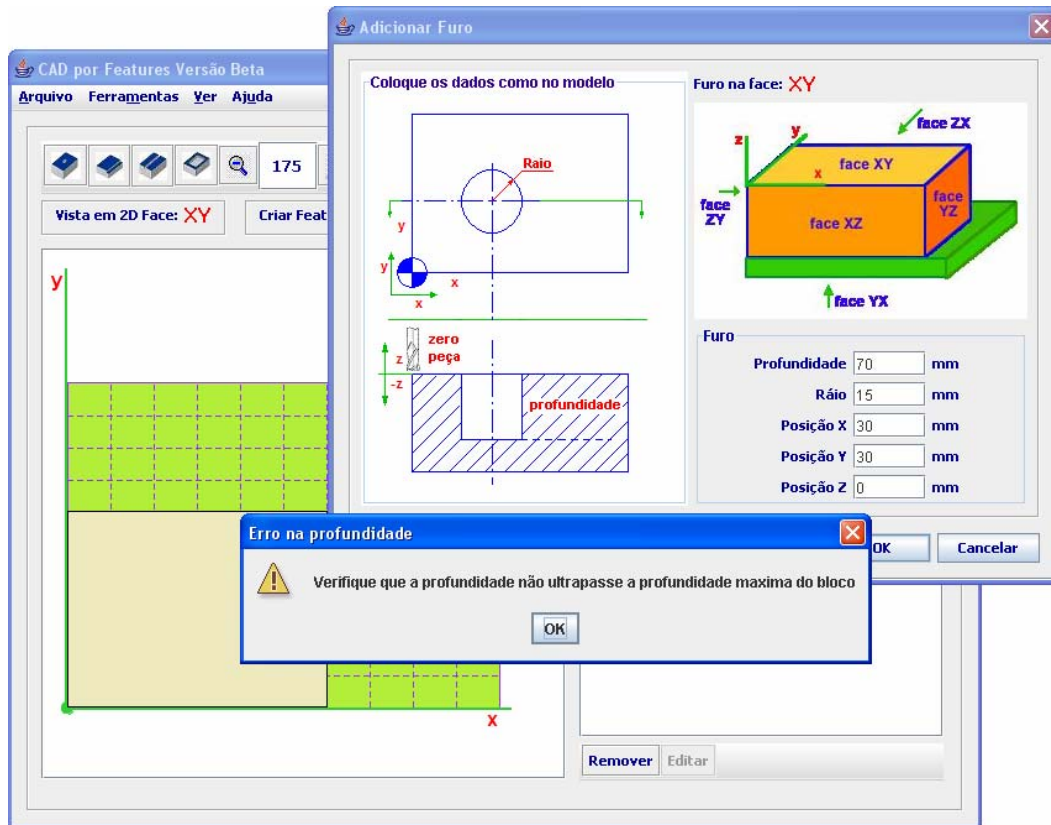 Adicionar Furo
CAD por Features Versão Beta
Arquivo Ferramentas Ver Ajuda
175
Vista em 2D Face: XY
Criar Feat
y
x
Coloque os dados como no modelo
Raio
y
y
x
x
zero
peça
z
-z
profundidade
Furo na face: XY
face ZX
z
y
face XY
x
face
ZY
face
YZ
face XZ
face YX
Furo
Profundidade 70 mm
Ráio 15 mm
Posição X 30 mm
Posição Y 30 mm
Posição Z 0 mm
OK
Cancelar
Erro na profundidade
Verifique que a profundidade não ultrapasse a profundidade maxima do bloco
OK
Remover Editar